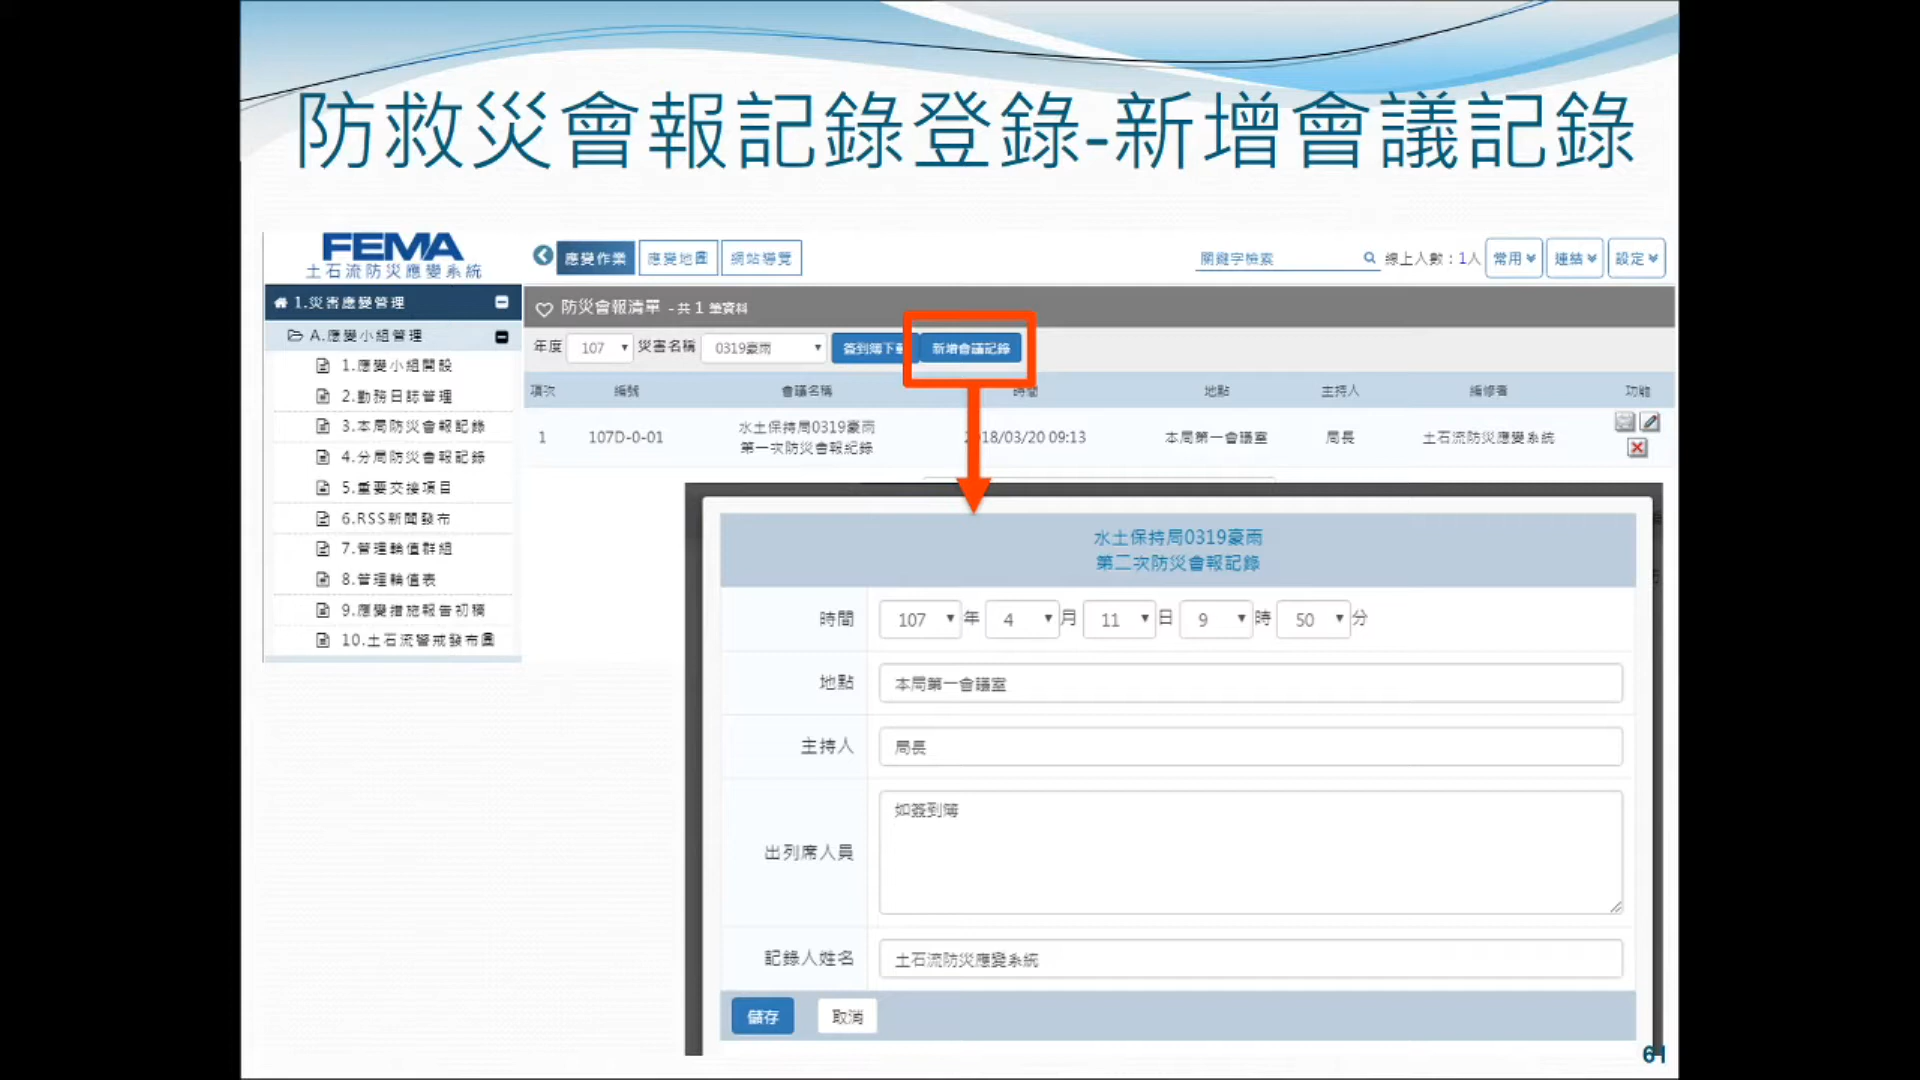 防救災會報記錄登錄-新增會議記錄
FEMA
土石流防災應變系統
應變作業 應變地圖 網站導覽
關鍵字檢索 線上人數：1人 常用 連結 設定
1.災害應變管理
A.應變小組管理
1.應變小組開設
2.勤務日誌管理
3.本局防災會報記錄
4.分局防災會報記錄
5.重要交接項目
6.RSS新聞發布
7.管理輪值群組
8.管理輪值表
9.應變措施報告初稿
10.土石流警戒發布圖
防災會報清單 - 共 1 筆資料
年度 107 災害名稱 0319豪雨 簽到簿下載 新增會議記錄
項次 編號 會議名稱 時間 地點 主持人 編修者 功能
1 107D-0-01 水土保持局0319豪雨 18/03/20 09:13 本局第一會議室 局長 土石流防災應變系統
第一次防災會報紀錄
水土保持局0319豪雨
第二次防災會報記錄
時間 107 年 4 月 11 日 9 時 50 分
地點 本局第一會議室
主持人 局長
出列席人員 如簽到簿
記錄人姓名 土石流防災應變系統
儲存 取消
61